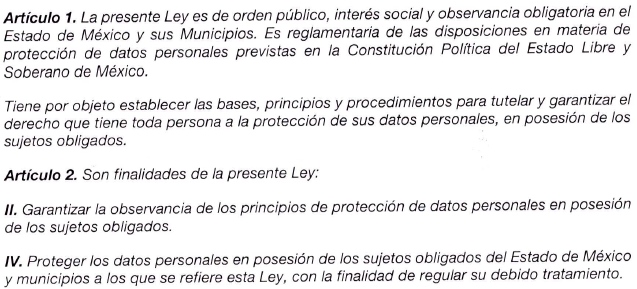 Artículo 1. La presente Ley es de orden público, interés social y observancia obligatoria en el
Estado de México y sus Municipios. Es reglamentaria de las disposiciones en materia de
protección de datos personales previstas en la Constitución Política del Estado Libre y
Soberano de México.
Tiene por objeto establecer las bases, principios y procedimientos para tutelar y garantizar el
derecho que tiene toda persona a la protección de sus datos personales, en posesión de los
sujetos obligados.
Artículo 2. Son finalidades de la presente Ley:
II. Garantizar la observancia de los principios de protección de datos personales en posesión
de los sujetos obligados.
IV. Proteger los datos personales en posesión de los sujetos obligados del Estado de México
y municipios a los que se refiere esta Ley, con la finalidad de regular su debido tratamiento.